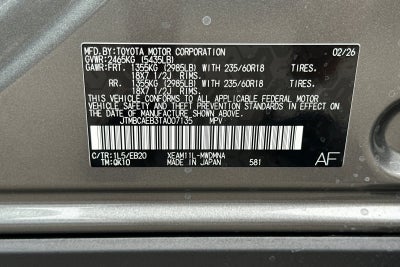 MFD.BY:TOYOTA MOTOR CORPORATION 02/26
GVWR:2465KG (5435LB)
GAWR:FRT. 1355KG (2985LB) WITH 235/60R18 TIRES,
18X7 1/2J RIMS, AT
RR. 1355KG (2985LB) WITH 235/60R18 TIRES,
18X7 1/2J RIMS, AT
THIS VEHICLE CONFORMS TO ALL APPLICABLE FEDERAL MOTOR VEHICLE
SAFETY AND THEFT PREVENTION STANDARDS IN EFFECT ON THE
DATE OF MANUFACTURE SHOWN ABOVE.
JTMBCAEB3TA007135 MPV
C/TR:1L5/EB20 XEAM11L-MWDMNA
TM:QK10 581 AF